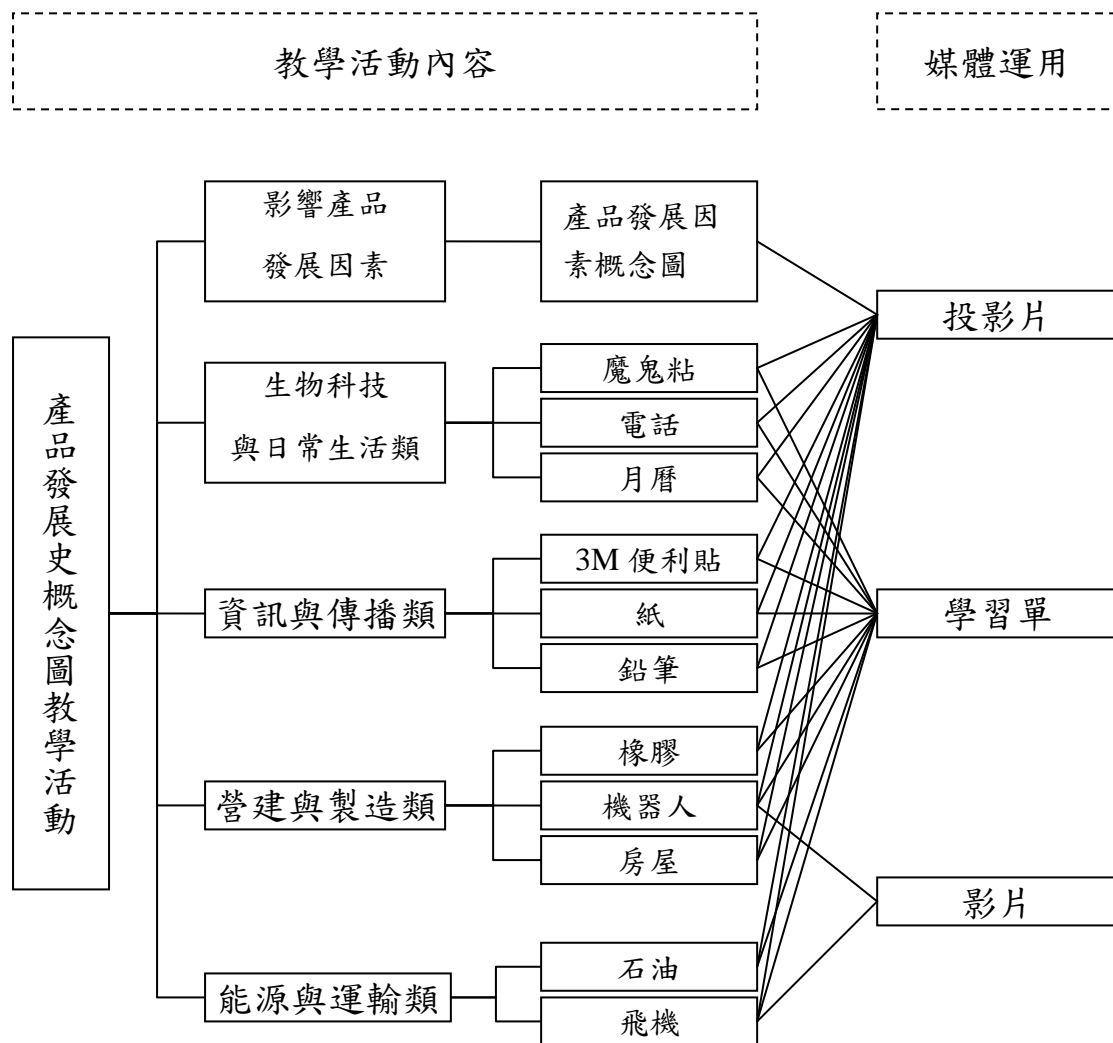 教學活動內容
媒體運用
產品發展史概念圖教學活動
影響產品
發展因素
產品發展因
素概念圖
生物科技
與日常生活類
魔鬼粘
電話
月曆
資訊與傳播類
3M 便利貼
紙
鉛筆
營建與製造類
橡膠
機器人
房屋
能源與運輸類
石油
飛機
投影片
學習單
影片